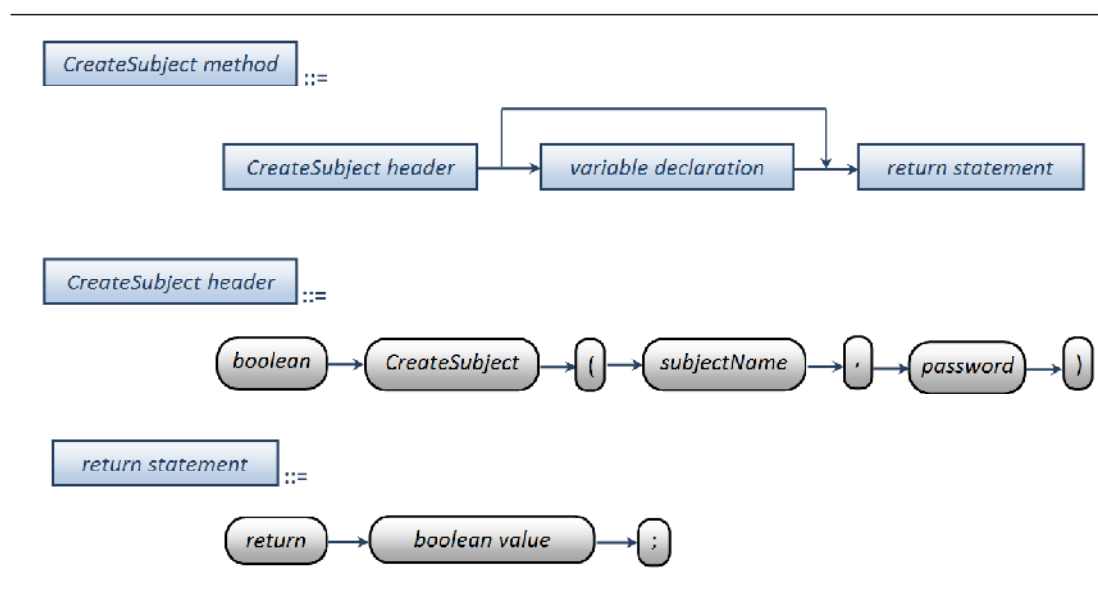 CreateSubject method ::=
CreateSubject header variable declaration return statement
CreateSubject header ::=
boolean CreateSubject ( subjectName , password )
return statement ::=
return boolean value ;